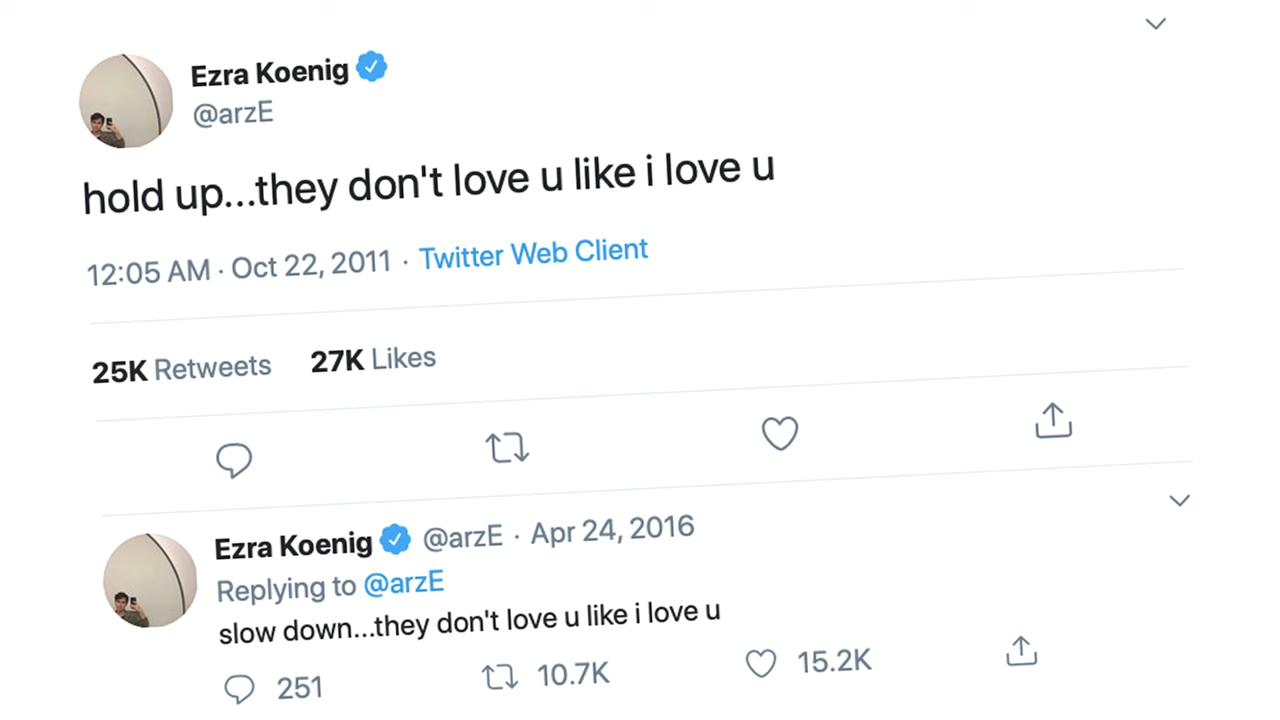 Ezra Koenig
@arzE
hold up...they don't love u like i love u
12:05 AM · Oct 22, 2011 · Twitter Web Client
25K Retweets 27K Likes
Ezra Koenig @arzE · Apr 24, 2016
Replying to @arzE
slow down...they don't love u like i love u
251 10.7K 15.2K